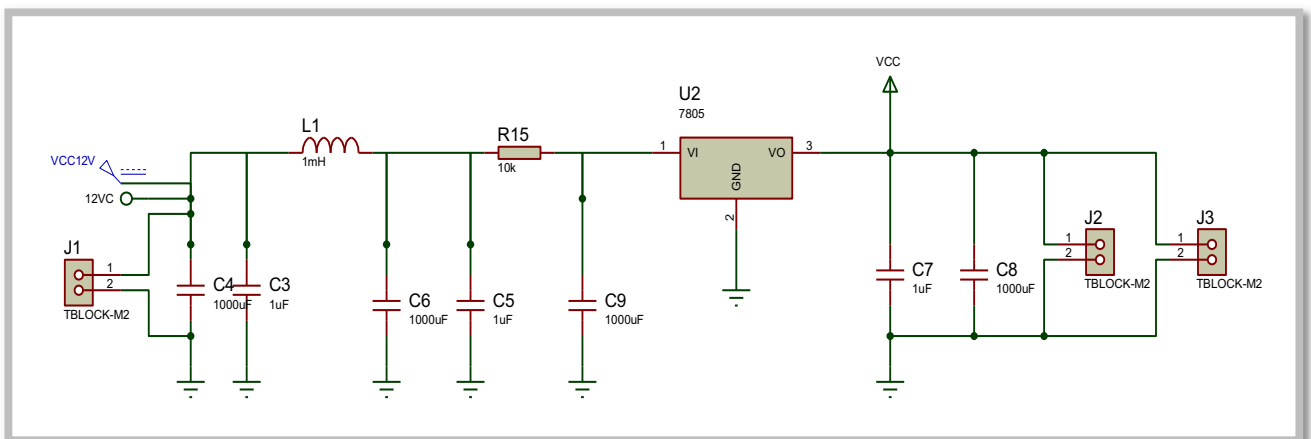 VCC
U2
7805
L1
1mH
R15
10k
1
VI
VO
3
GND
2
VCC12V
12VC
J1
1
2
TBLOCK-M2
C4
1000uF
C3
1uF
C6
1000uF
C5
1uF
C9
1000uF
C7
1uF
C8
1000uF
J2
1
2
TBLOCK-M2
J3
1
2
TBLOCK-M2